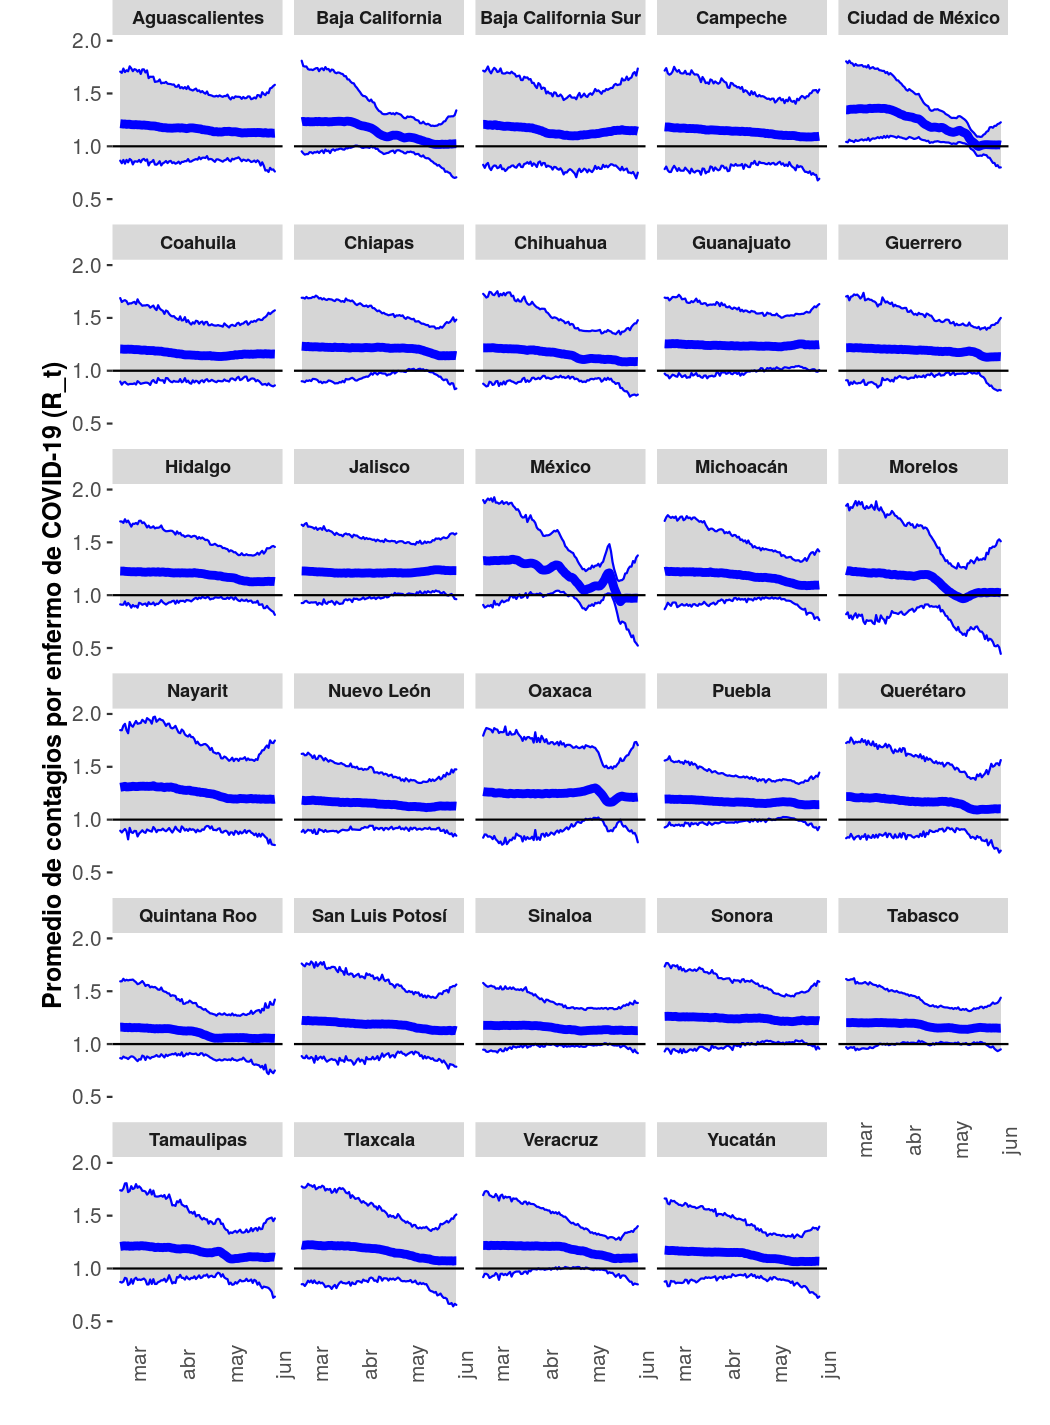 Promedio de contagios por enfermo de COVID-19 (R_t)
Aguascalientes Baja California Baja California Sur Campeche Ciudad de México
2.0
1.5
1.0
0.5
Coahuila Chiapas Chihuahua Guanajuato Guerrero
2.0
1.5
1.0
0.5
Hidalgo Jalisco México Michoacán Morelos
2.0
1.5
1.0
0.5
Nayarit Nuevo León Oaxaca Puebla Querétaro
2.0
1.5
1.0
0.5
Quintana Roo San Luis Potosí Sinaloa Sonora Tabasco
2.0
1.5
1.0
0.5
mar abr may jun
Tamaulipas Tlaxcala Veracruz Yucatán
2.0
1.5
1.0
0.5
mar abr may jun mar abr may jun mar abr may jun mar abr may jun